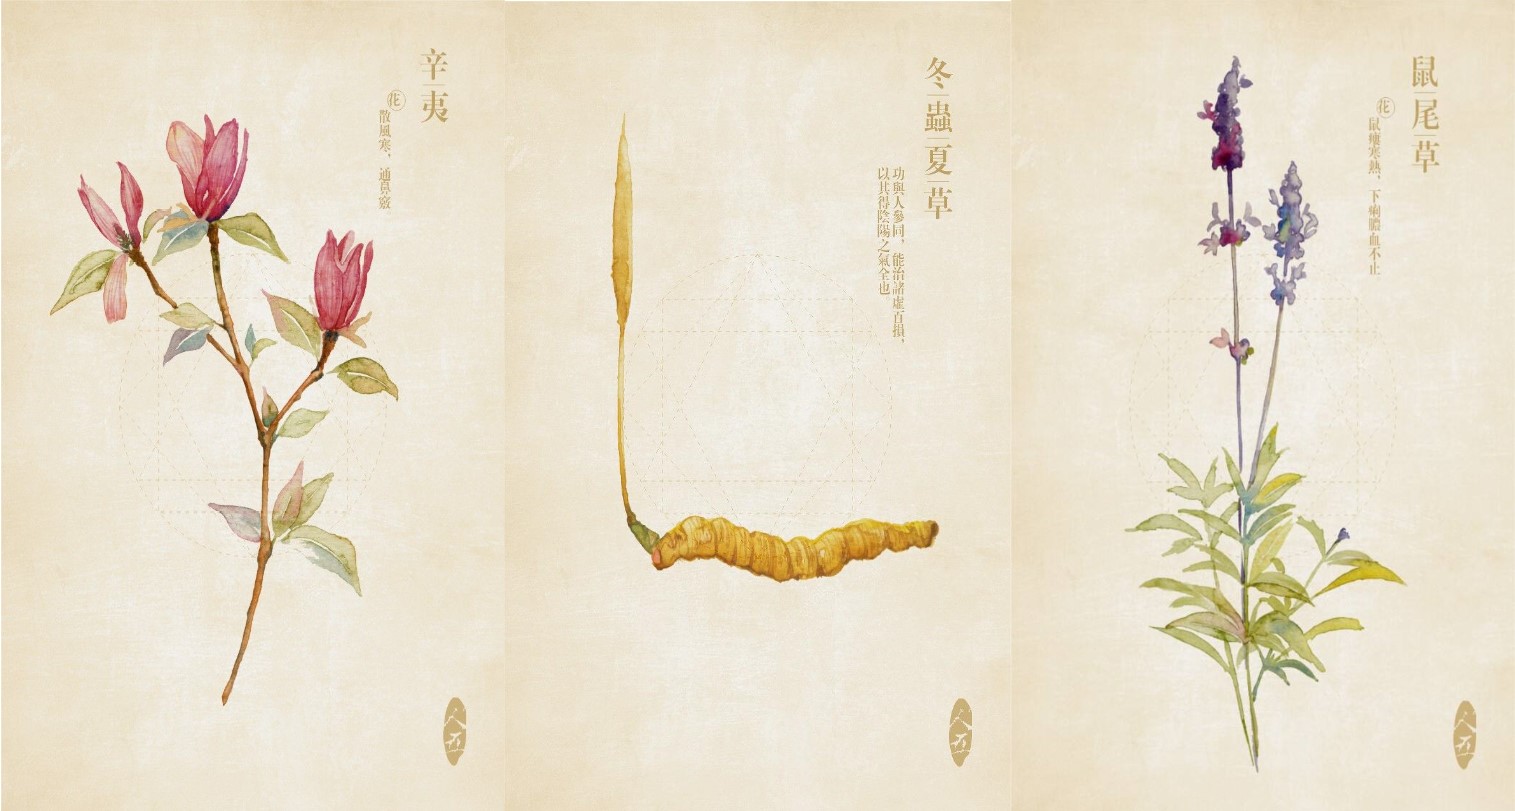 辛夷
花
散風寒、通鼻竅
冬蟲夏草
功與人參同，能治諸虛百損，
以其得陰陽之氣全也
鼠尾草
花
鼠瘻寒熱，下痢膿血不止